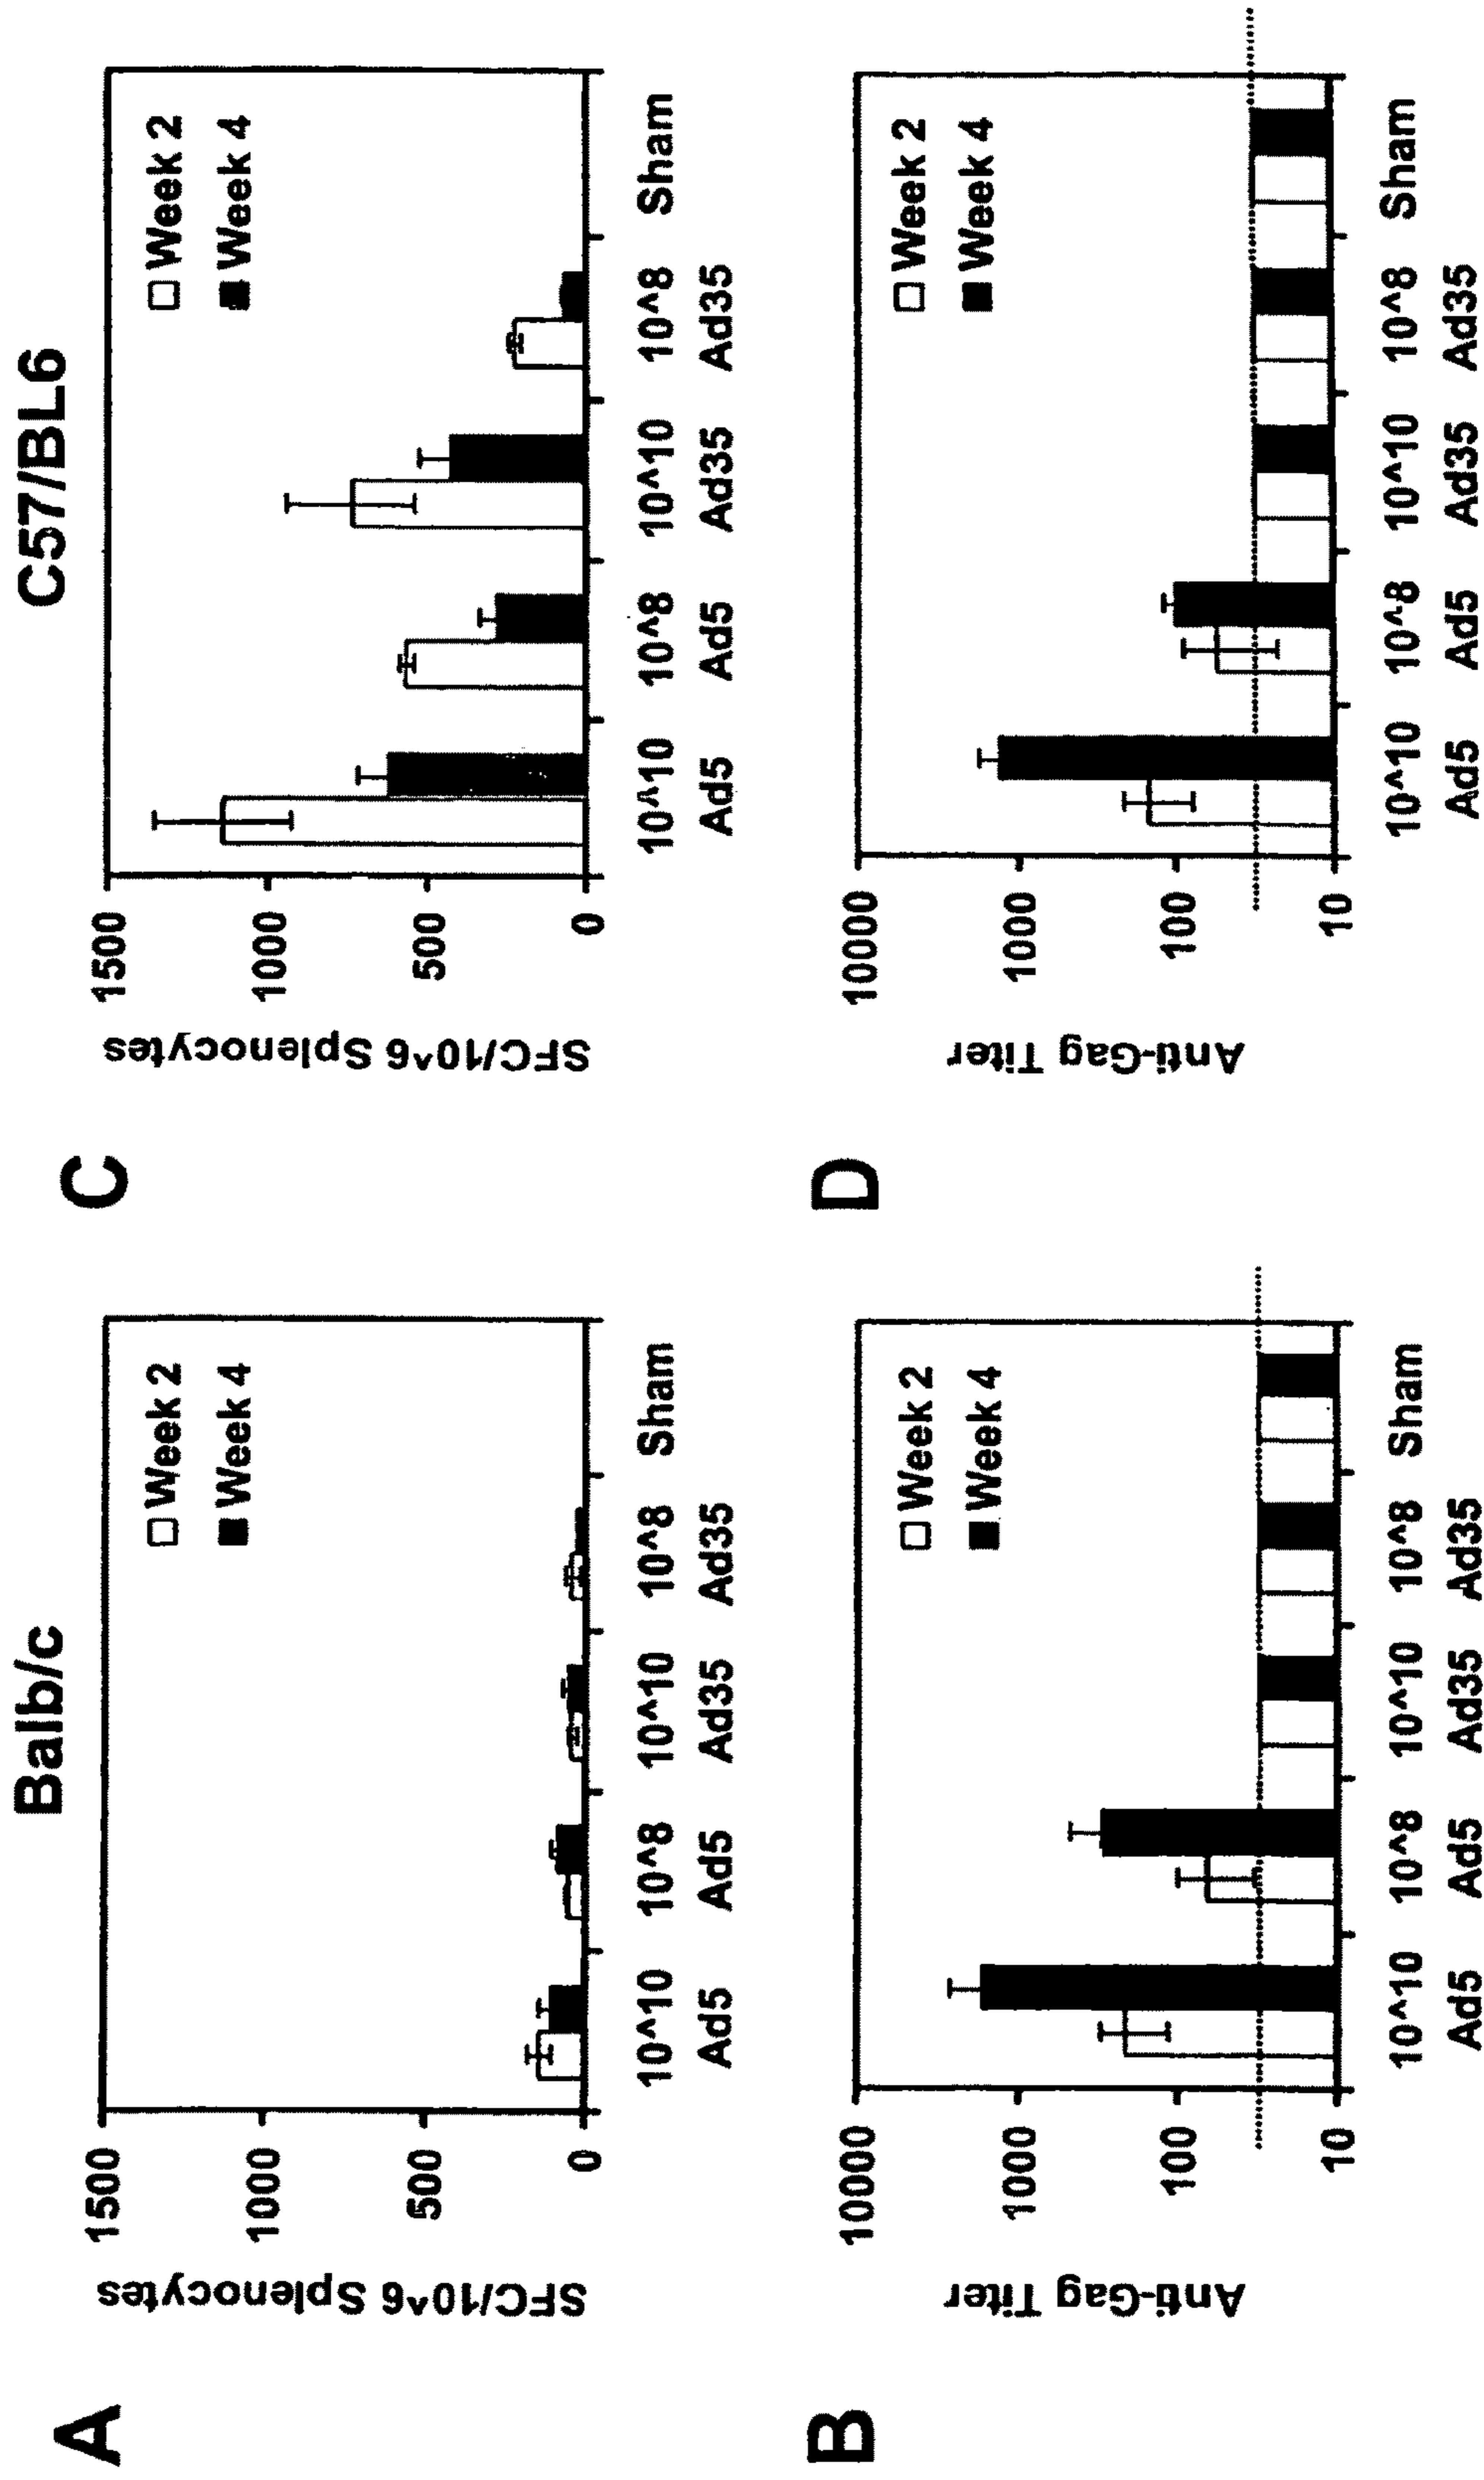 Balb/c
C57/BL6
A
1500
1000
500
0
SFC/10^6 Splenocytes
Week 2
Week 4
10^10 10^8 10^10 10^8 Sham
Ad5 Ad5 Ad35 Ad35
C
1500
1000
500
0
SFC/10^6 Splenocytes
Week 2
Week 4
10^10 10^8 10^10 10^8 Sham
Ad5 Ad5 Ad35 Ad35
B
10000
1000
100
10
Anti-Gag Titer
Week 2
Week 4
10^10 10^8 10^10 10^8 Sham
Ad5 Ad5 Ad35 Ad35
D
10000
1000
100
10
Anti-Gag Titer
Week 2
Week 4
10^10 10^8 10^10 10^8 Sham
Ad5 Ad5 Ad35 Ad35